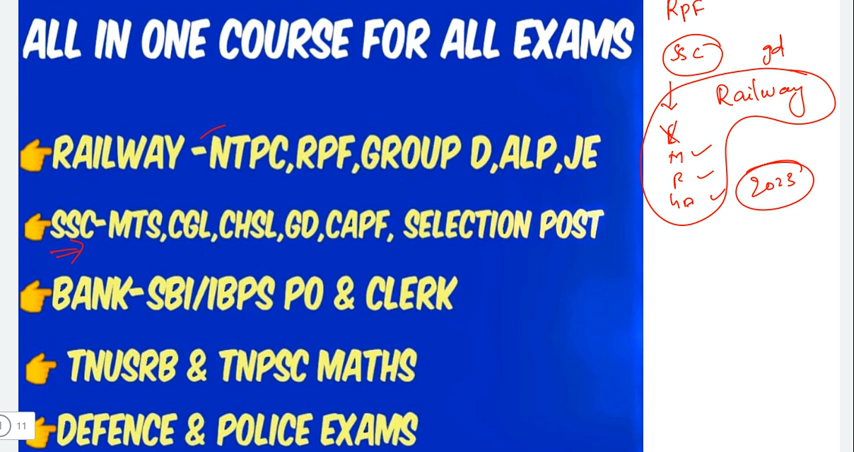 ALL IN ONE COURSE FOR ALL EXAMS
👉RAILWAY -NTPC,RPF,GROUP D,ALP,JE
👉SSC-MTS,CGL,CHSL,GD,CAPF, SELECTION POST
👉BANK-SBI/IBPS PO & CLERK
👉 TNUSRB & TNPSC MATHS
👉DEFENCE & POLICE EXAMS
11
RPF
SSC gd
Railway
M
R
2023